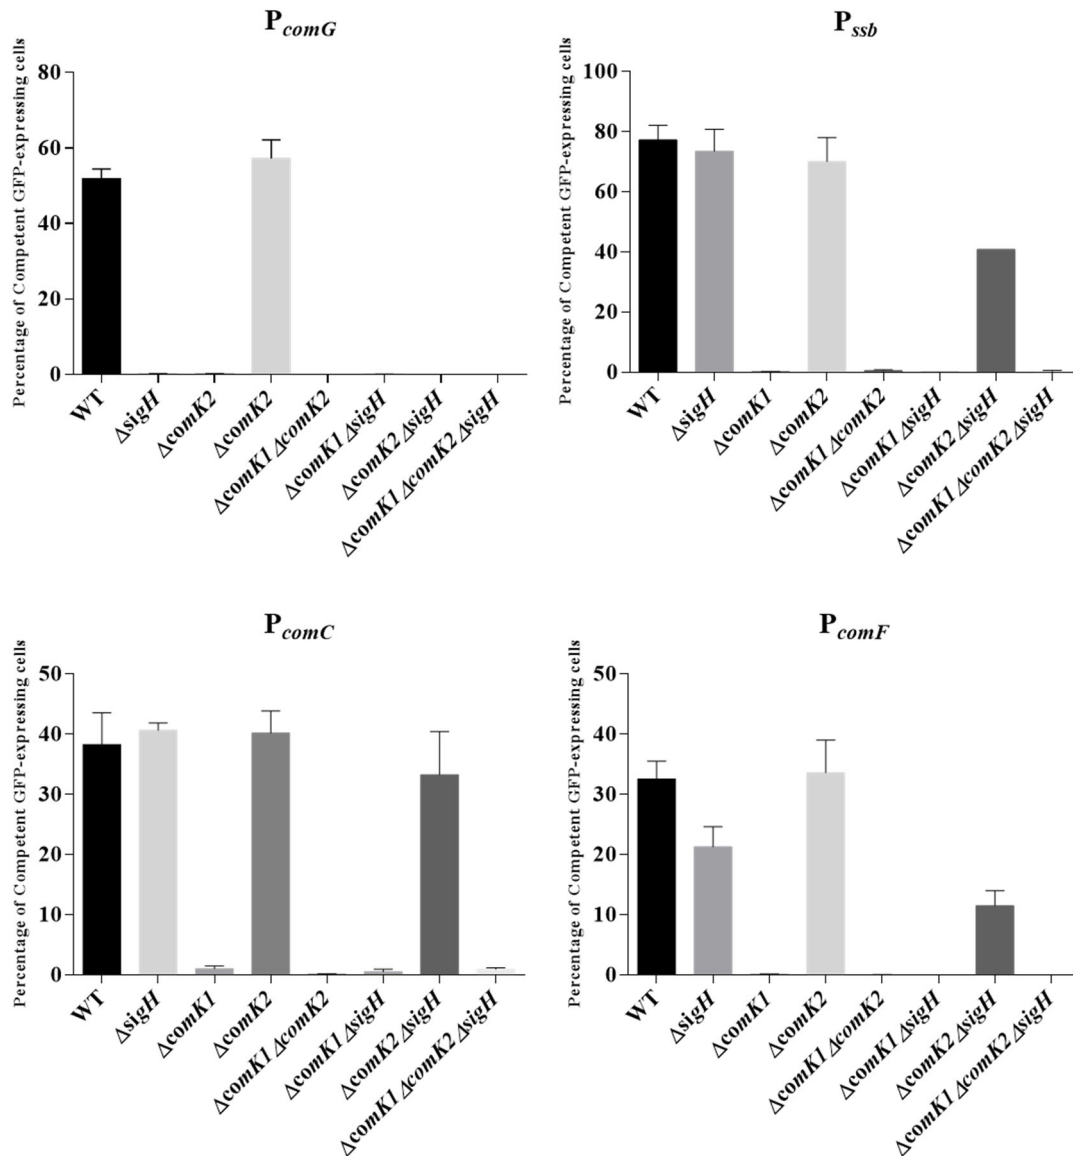 P_comG
Percentage of Competent GFP-expressing cells
80
60
40
20
0
WT
ΔsigH
ΔcomK2
ΔcomK2
ΔcomK1 ΔcomK2
ΔcomK1 ΔsigH
ΔcomK2 ΔsigH
ΔcomK1 ΔcomK2 ΔsigH
P_ssb
Percentage of Competent GFP-expressing cells
100
80
60
40
20
0
WT
ΔsigH
ΔcomK1
ΔcomK2
ΔcomK1 ΔcomK2
ΔcomK1 ΔsigH
ΔcomK2 ΔsigH
ΔcomK1 ΔcomK2 ΔsigH
P_comC
Percentage of Competent GFP-expressing cells
50
40
30
20
10
0
WT
ΔsigH
ΔcomK1
ΔcomK2
ΔcomK1 ΔcomK2
ΔcomK1 ΔsigH
ΔcomK2 ΔsigH
ΔcomK1 ΔcomK2 ΔsigH
P_comF
Percentage of Competent GFP-expressing cells
50
40
30
20
10
0
WT
ΔsigH
ΔcomK1
ΔcomK2
ΔcomK1 ΔcomK2
ΔcomK1 ΔsigH
ΔcomK2 ΔsigH
ΔcomK1 ΔcomK2 ΔsigH